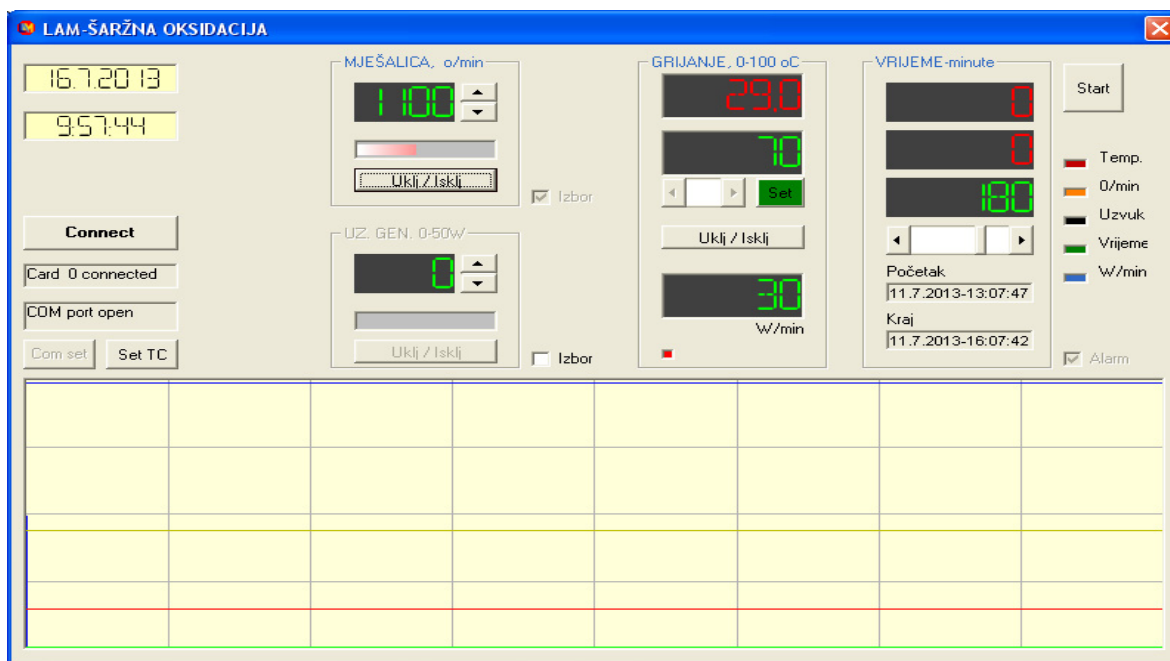 LAM-ŠARŽNA OKSIDACIJA
16.7.2013
9:57:44
Connect
Card 0 connected
COM port open
Com set
Set TC
MJEŠALICA, o/min
1100
Uklj / Isklj
Izbor
UZ. GEN. 0-50W
0
Uklj / Isklj
Izbor
GRIJANJE, 0-100 oC
29,0
70
Set
Uklj / Isklj
30
W/min
VRIJEME-minute
0
0
180
Početak
11.7.2013-13:07:47
Kraj
11.7.2013-16:07:42
Start
Temp.
0/min
Uzvuk
Vrijeme
W/min
Alarm